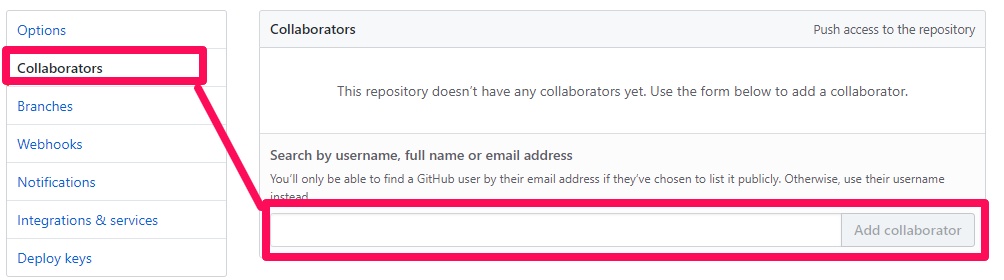 Options
Collaborators
Branches
Webhooks
Notifications
Integrations & services
Deploy keys
Collaborators
Push access to the repository
This repository doesn't have any collaborators yet. Use the form below to add a collaborator.
Search by username, full name or email address
You'll only be able to find a GitHub user by their email address if they've chosen to list it publicly. Otherwise, use their username
instead.
Add collaborator